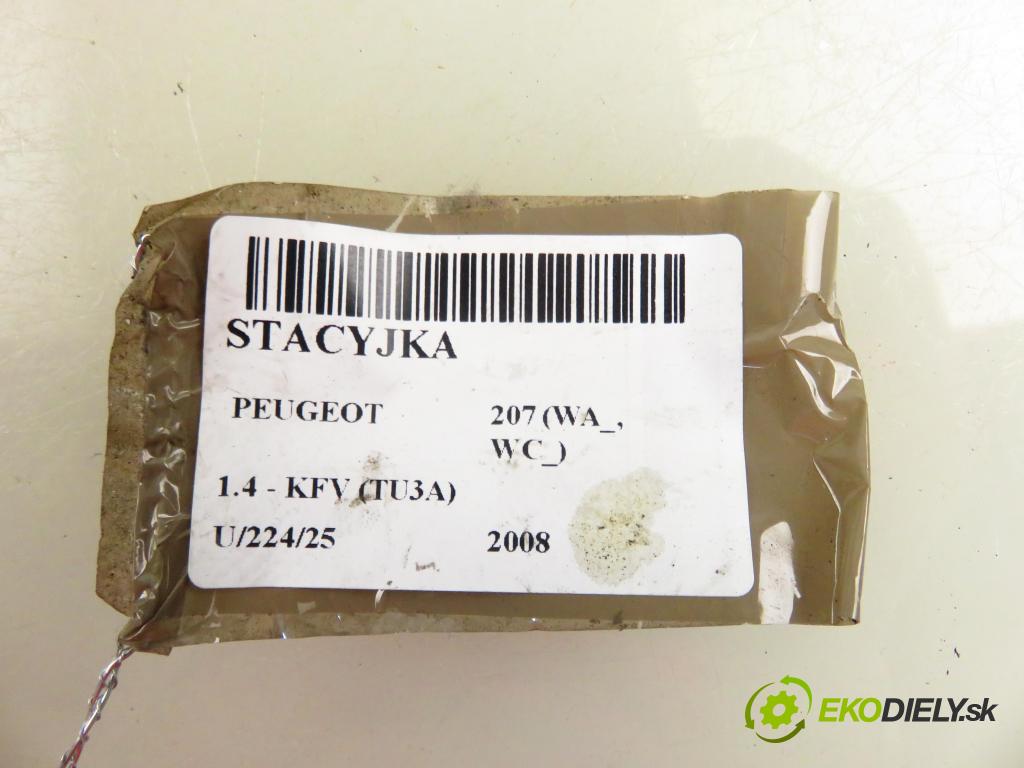 STACYJKA
PEUGEOT 207 (WA_,
WC_)
1.4 - KFV (TU3A)
U/224/25 2008
EKODIELY.sk